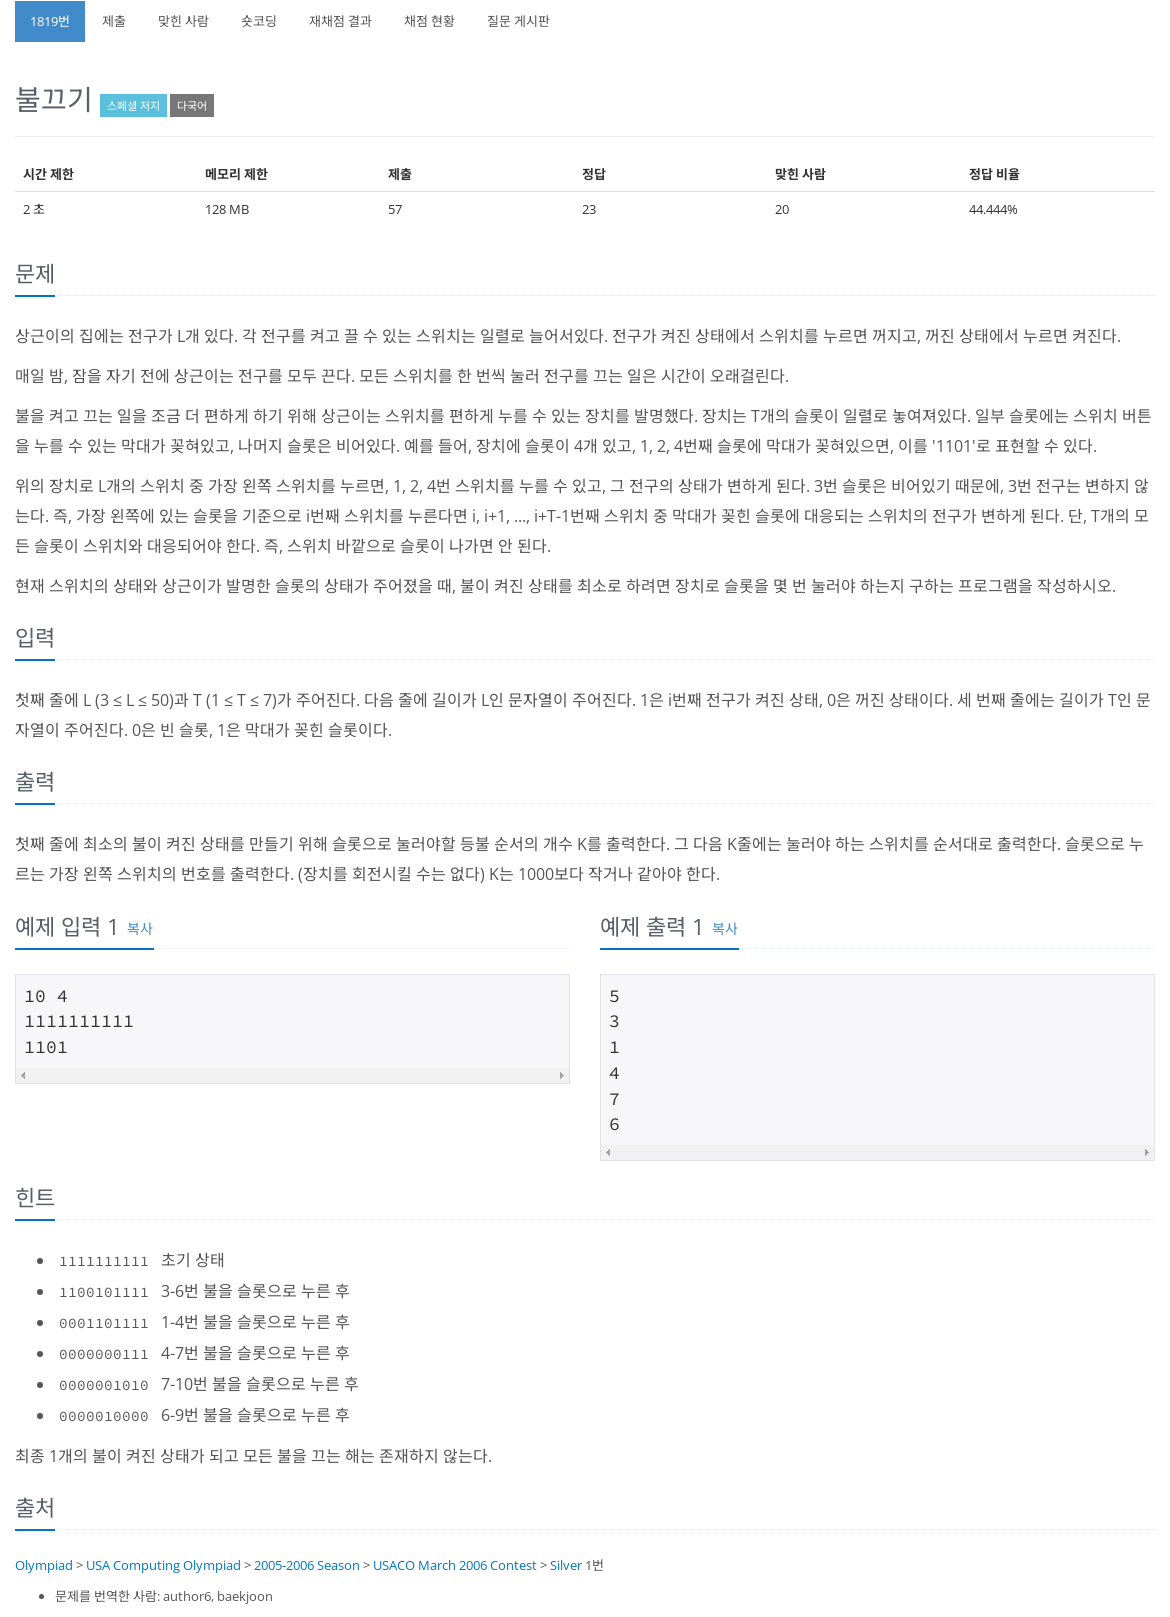 1819번 제출 맞힌 사람 숏코딩 재채점 결과 채점 현황 질문 게시판
불끄기 스페셜 저지 다국어
시간 제한 메모리 제한 제출 정답 맞힌 사람 정답 비율
2 초 128 MB 57 23 20 44.444%
문제
상근이의 집에는 전구가 L개 있다. 각 전구를 켜고 끌 수 있는 스위치는 일렬로 늘어서있다. 전구가 켜진 상태에서 스위치를 누르면 꺼지고, 꺼진 상태에서 누르면 켜진다.
매일 밤, 잠을 자기 전에 상근이는 전구를 모두 끈다. 모든 스위치를 한 번씩 눌러 전구를 끄는 일은 시간이 오래걸린다.
불을 켜고 끄는 일을 조금 더 편하게 하기 위해 상근이는 스위치를 편하게 누를 수 있는 장치를 발명했다. 장치는 T개의 슬롯이 일렬로 놓여져있다. 일부 슬롯에는 스위치 버튼
을 누를 수 있는 막대가 꽂혀있고, 나머지 슬롯은 비어있다. 예를 들어, 장치에 슬롯이 4개 있고, 1, 2, 4번째 슬롯에 막대가 꽂혀있으면, 이를 '1101'로 표현할 수 있다.
위의 장치로 L개의 스위치 중 가장 왼쪽 스위치를 누르면, 1, 2, 4번 스위치를 누를 수 있고, 그 전구의 상태가 변하게 된다. 3번 슬롯은 비어있기 때문에, 3번 전구는 변하지 않
는다. 즉, 가장 왼쪽에 있는 슬롯을 기준으로 i번째 스위치를 누른다면 i, i+1, ..., i+T-1번째 스위치 중 막대가 꽂힌 슬롯에 대응되는 스위치의 전구가 변하게 된다. 단, T개의 모
든 슬롯이 스위치와 대응되어야 한다. 즉, 스위치 바깥으로 슬롯이 나가면 안 된다.
현재 스위치의 상태와 상근이가 발명한 슬롯의 상태가 주어졌을 때, 불이 켜진 상태를 최소로 하려면 장치로 슬롯을 몇 번 눌러야 하는지 구하는 프로그램을 작성하시오.
입력
첫째 줄에 L (3 ≤ L ≤ 50)과 T (1 ≤ T ≤ 7)가 주어진다. 다음 줄에 길이가 L인 문자열이 주어진다. 1은 i번째 전구가 켜진 상태, 0은 꺼진 상태이다. 세 번째 줄에는 길이가 T인 문
자열이 주어진다. 0은 빈 슬롯, 1은 막대가 꽂힌 슬롯이다.
출력
첫째 줄에 최소의 불이 켜진 상태를 만들기 위해 슬롯으로 눌러야할 등불 순서의 개수 K를 출력한다. 그 다음 K줄에는 눌러야 하는 스위치를 순서대로 출력한다. 슬롯으로 누
르는 가장 왼쪽 스위치의 번호를 출력한다. (장치를 회전시킬 수는 없다) K는 1000보다 작거나 같아야 한다.
예제 입력 1 복사
10 4
1111111111
1101
예제 출력 1 복사
5
3
1
4
7
6
힌트
1111111111 초기 상태
1100101111 3-6번 불을 슬롯으로 누른 후
0001101111 1-4번 불을 슬롯으로 누른 후
0000000111 4-7번 불을 슬롯으로 누른 후
0000001010 7-10번 불을 슬롯으로 누른 후
0000010000 6-9번 불을 슬롯으로 누른 후
최종 1개의 불이 켜진 상태가 되고 모든 불을 끄는 해는 존재하지 않는다.
출처
Olympiad > USA Computing Olympiad > 2005-2006 Season > USACO March 2006 Contest > Silver 1번
문제를 번역한 사람: author6, baekjoon